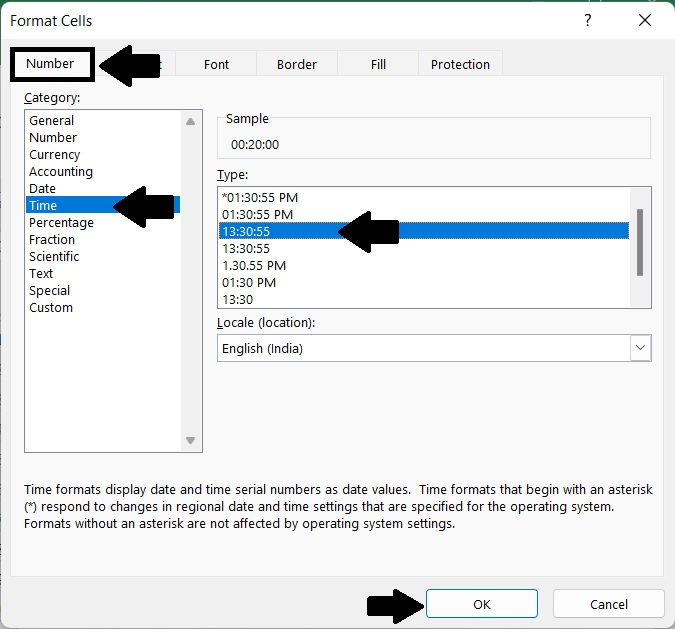 Format Cells
?
Number
Font
Border
Fill
Protection
Category:
General
Number
Currency
Accounting
Date
Time
Percentage
Fraction
Scientific
Text
Special
Custom
Sample
00:20:00
Type:
*01:30:55 PM
01:30:55 PM
13:30:55
13:30:55
1.30.55 PM
01:30 PM
13:30
Locale (location):
English (India)
Time formats display date and time serial numbers as date values.  Time formats that begin with an asterisk
(*) respond to changes in regional date and time settings that are specified for the operating system.
Formats without an asterisk are not affected by operating system settings.
OK
Cancel